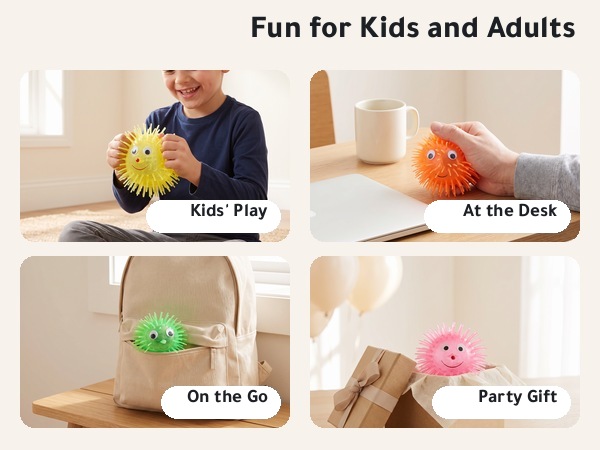 Fun for Kids and Adults
Kids' Play
At the Desk
On the Go
Party Gift